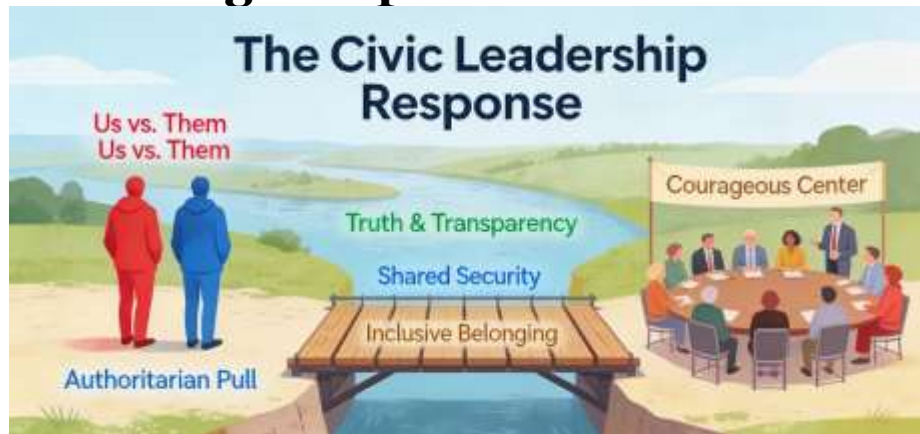 The Civic Leadership
Response
Us vs. Them
Us vs. Them
Courageous Center
Truth & Transparency
Shared Security
Inclusive Belonging
Authoritarian Pull